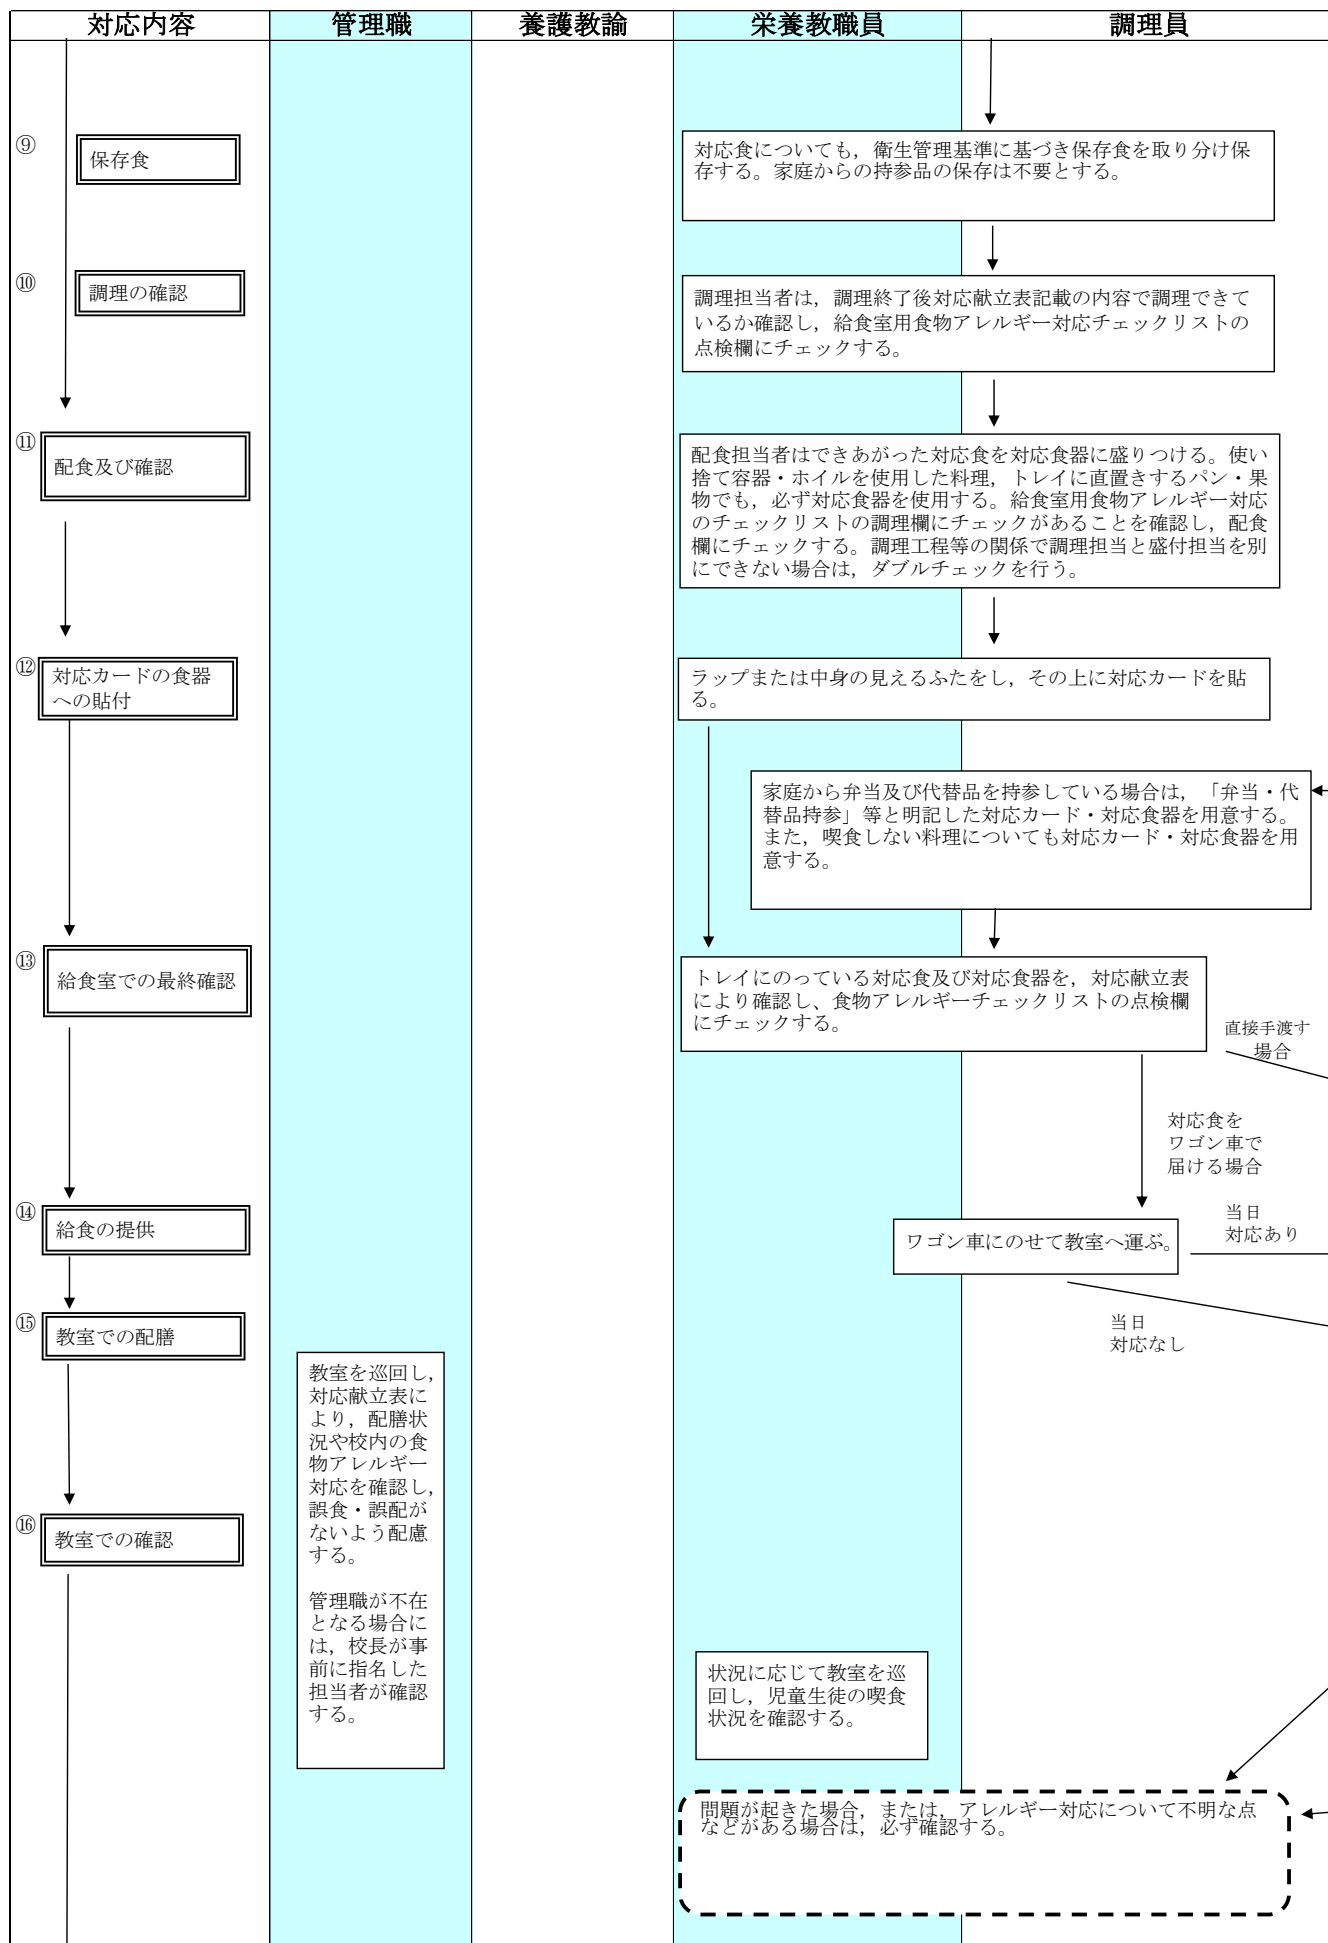 対応内容
管理職
養護教諭
栄養教職員
調理員
⑨
保存食
対応食についても，衛生管理基準に基づき保存食を取り分け保
存する。家庭からの持参品の保存は不要とする。
⑩
調理の確認
調理担当者は，調理終了後対応献立表記載の内容で調理できて
いるか確認し，給食室用食物アレルギー対応チェックリストの
点検欄にチェックする。
⑪
配食及び確認
配食担当者はできあがった対応食を対応食器に盛りつける。使い
捨て容器・ホイルを使用した料理，トレイに直置きするパン・果
物でも，必ず対応食器を使用する。給食室用食物アレルギー対応
のチェックリストの調理欄にチェックがあることを確認し，配食
欄にチェックする。調理工程等の関係で調理担当と盛付担当を別
にできない場合は，ダブルチェックを行う。
⑫
対応カードの食器
への貼付
ラップまたは中身の見えるふたをし，その上に対応カードを貼
る。
家庭から弁当及び代替品を持参している場合は，「弁当・代
替品持参」等と明記した対応カード・対応食器を用意する。
また，喫食しない料理についても対応カード・対応食器を用
意する。
⑬
給食室での最終確認
トレイにのっている対応食及び対応食器を，対応献立表
により確認し、食物アレルギーチェックリストの点検欄
にチェックする。
直接手渡す
場合
対応食を
ワゴン車で
届ける場合
⑭
給食の提供
ワゴン車にのせて教室へ運ぶ。
当日
対応あり
⑮
教室での配膳
当日
対応なし
教室を巡回し，
対応献立表に
より，配膳状
況や校内の食
物アレルギー
対応を確認し，
誤食・誤配が
ないよう配慮
する。
管理職が不在
となる場合に
は，校長が事
前に指名した
担当者が確認
する。
⑯
教室での確認
状況に応じて教室を巡
回し，児童生徒の喫食
状況を確認する。
問題が起きた場合，または，アレルギー対応について不明な点
などがある場合は，必ず確認する。